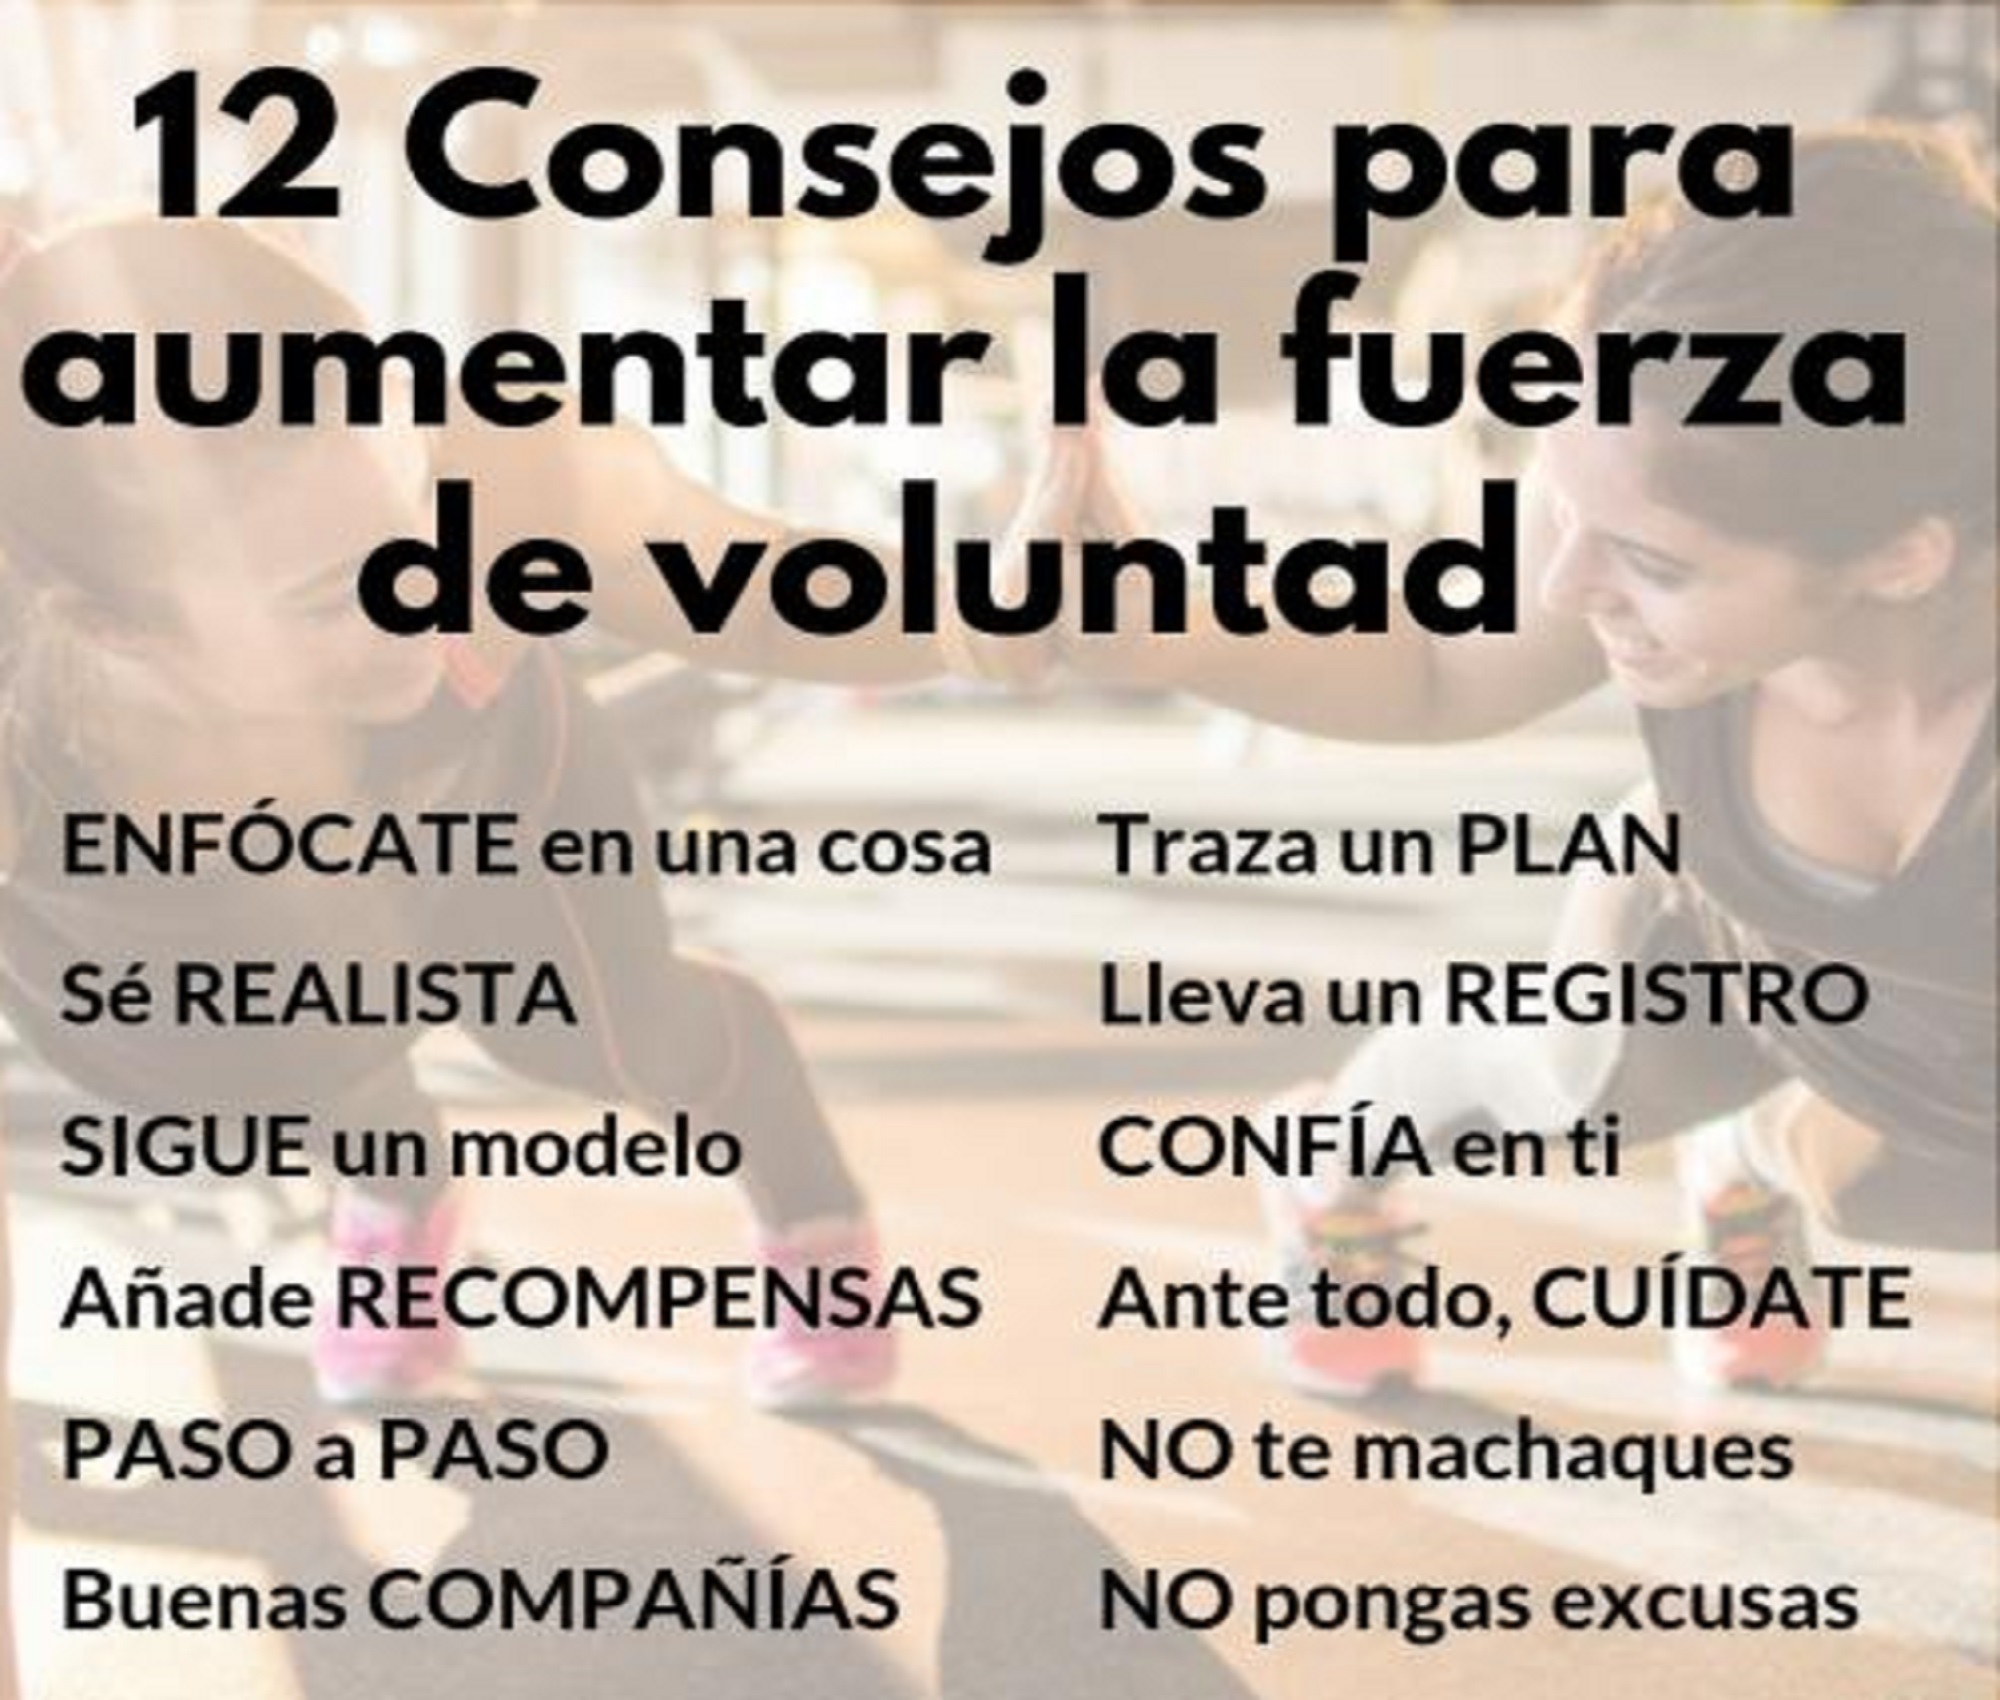 12 Consejos para
aumentar la fuerza
de voluntad
ENFÓCATE en una cosa
Sé REALISTA
SIGUE un modelo
Añade RECOMPENSAS
PASO a PASO
Buenas COMPAÑÍAS
Traza un PLAN
Lleva un REGISTRO
CONFÍA en ti
Ante todo, CUÍDATE
NO te machaques
NO pongas excusas